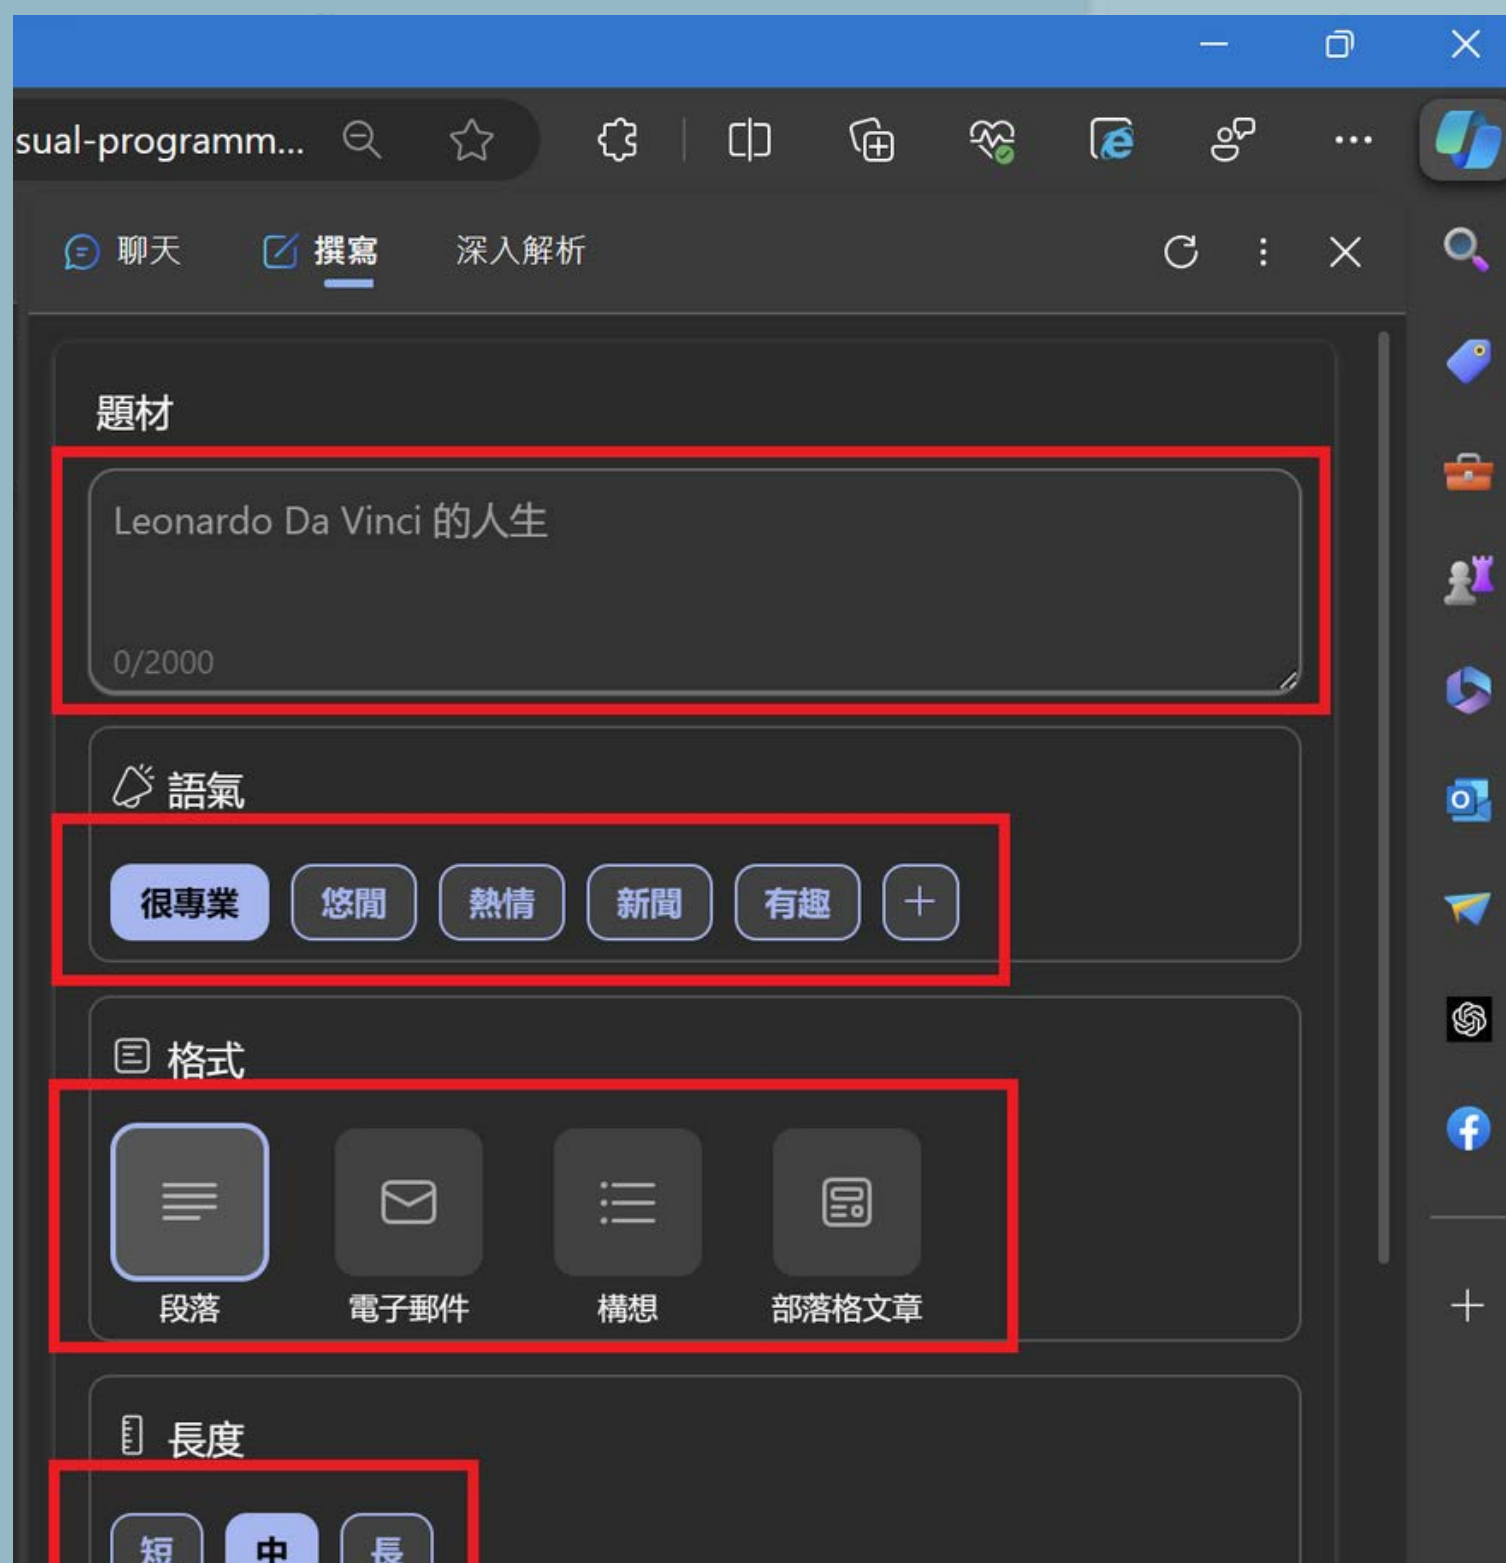 sual-programm...
聊天 撰寫 深入解析
題材
Leonardo Da Vinci 的人生
0/2000
語氣
很專業 悠閒 熱情 新聞 有趣
格式
段落 電子郵件 構想 部落格文章
長度
短 中 長